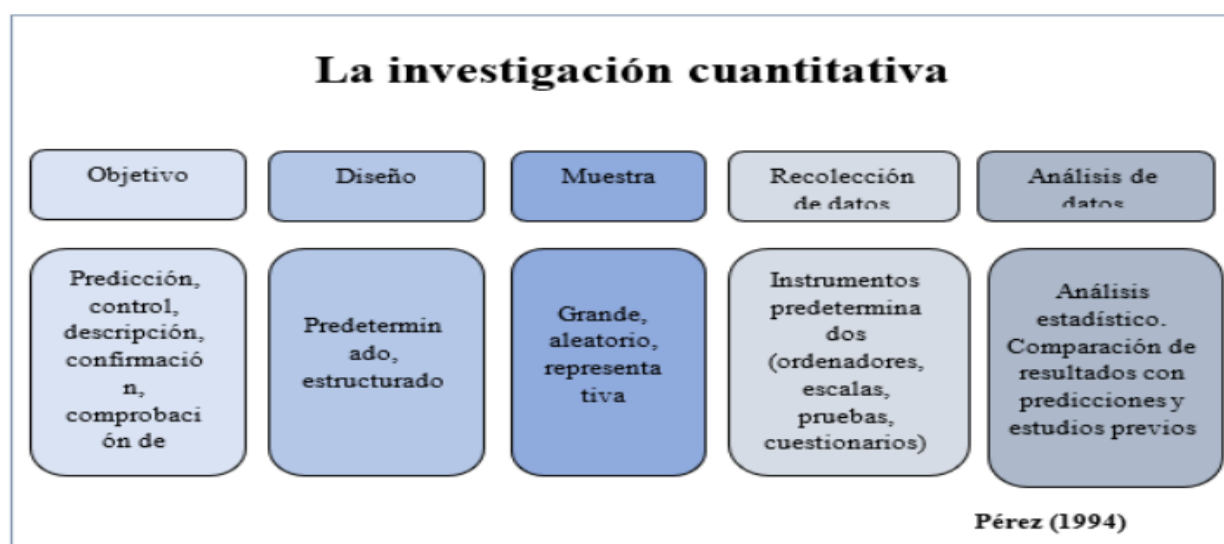 La investigación cuantitativa
Objetivo
Diseño
Muestra
Recolección
de datos
Análisis de
datos
Predicción,
control,
descripción,
confirmació
n,
comprobaci
ón de
Predetermin
ado,
estructurado
Grande,
aleatorio,
representa
tiva
Instrumentos
predetermina
dos
(ordenadores,
escalas,
pruebas,
cuestionarios)
Análisis
estadístico.
Comparación de
resultados con
predicciones y
estudios previos
Pérez (1994)